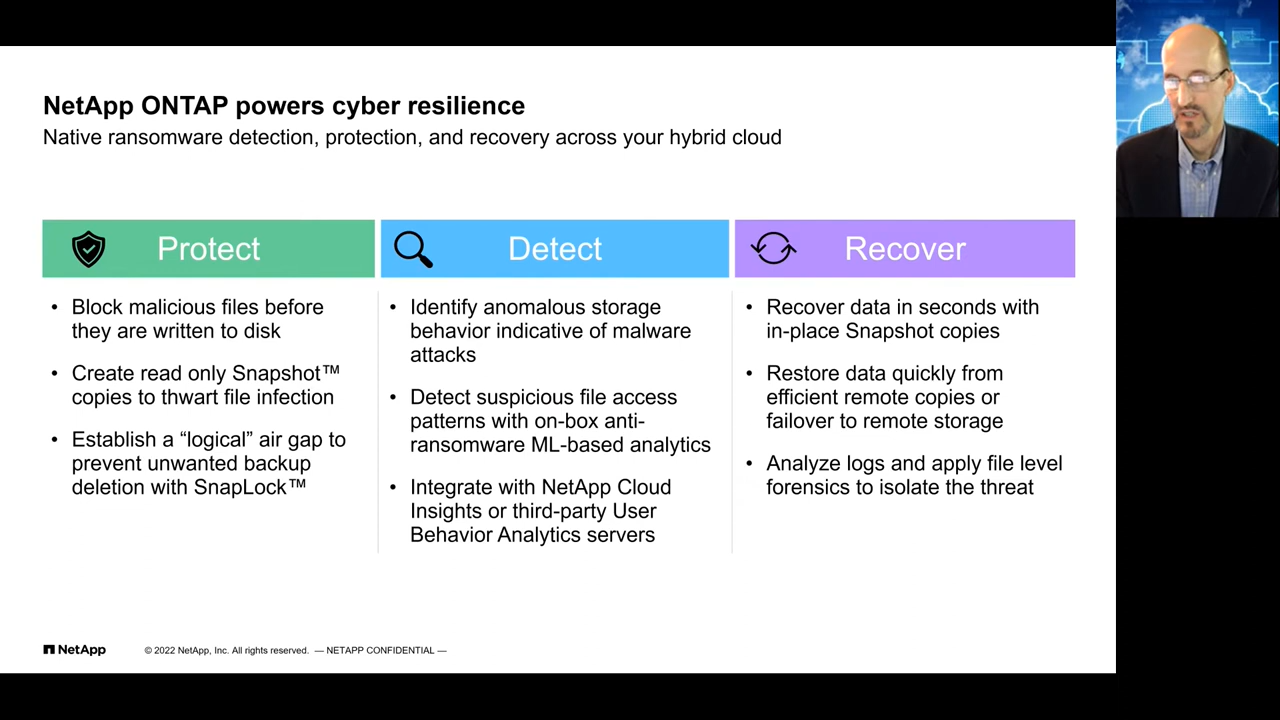 NetApp ONTAP powers cyber resilience
Native ransomware detection, protection, and recovery across your hybrid cloud
Protect
• Block malicious files before
they are written to disk
• Create read only Snapshot™
copies to thwart file infection
• Establish a “logical” air gap to
prevent unwanted backup
deletion with SnapLock™
Detect
• Identify anomalous storage
behavior indicative of malware
attacks
• Detect suspicious file access
patterns with on-box anti-
ransomware ML-based analytics
• Integrate with NetApp Cloud
Insights or third-party User
Behavior Analytics servers
Recover
• Recover data in seconds with
in-place Snapshot copies
• Restore data quickly from
efficient remote copies or
failover to remote storage
• Analyze logs and apply file level
forensics to isolate the threat
NetApp
© 2022 NetApp, Inc. All rights reserved. — NETAPP CONFIDENTIAL —